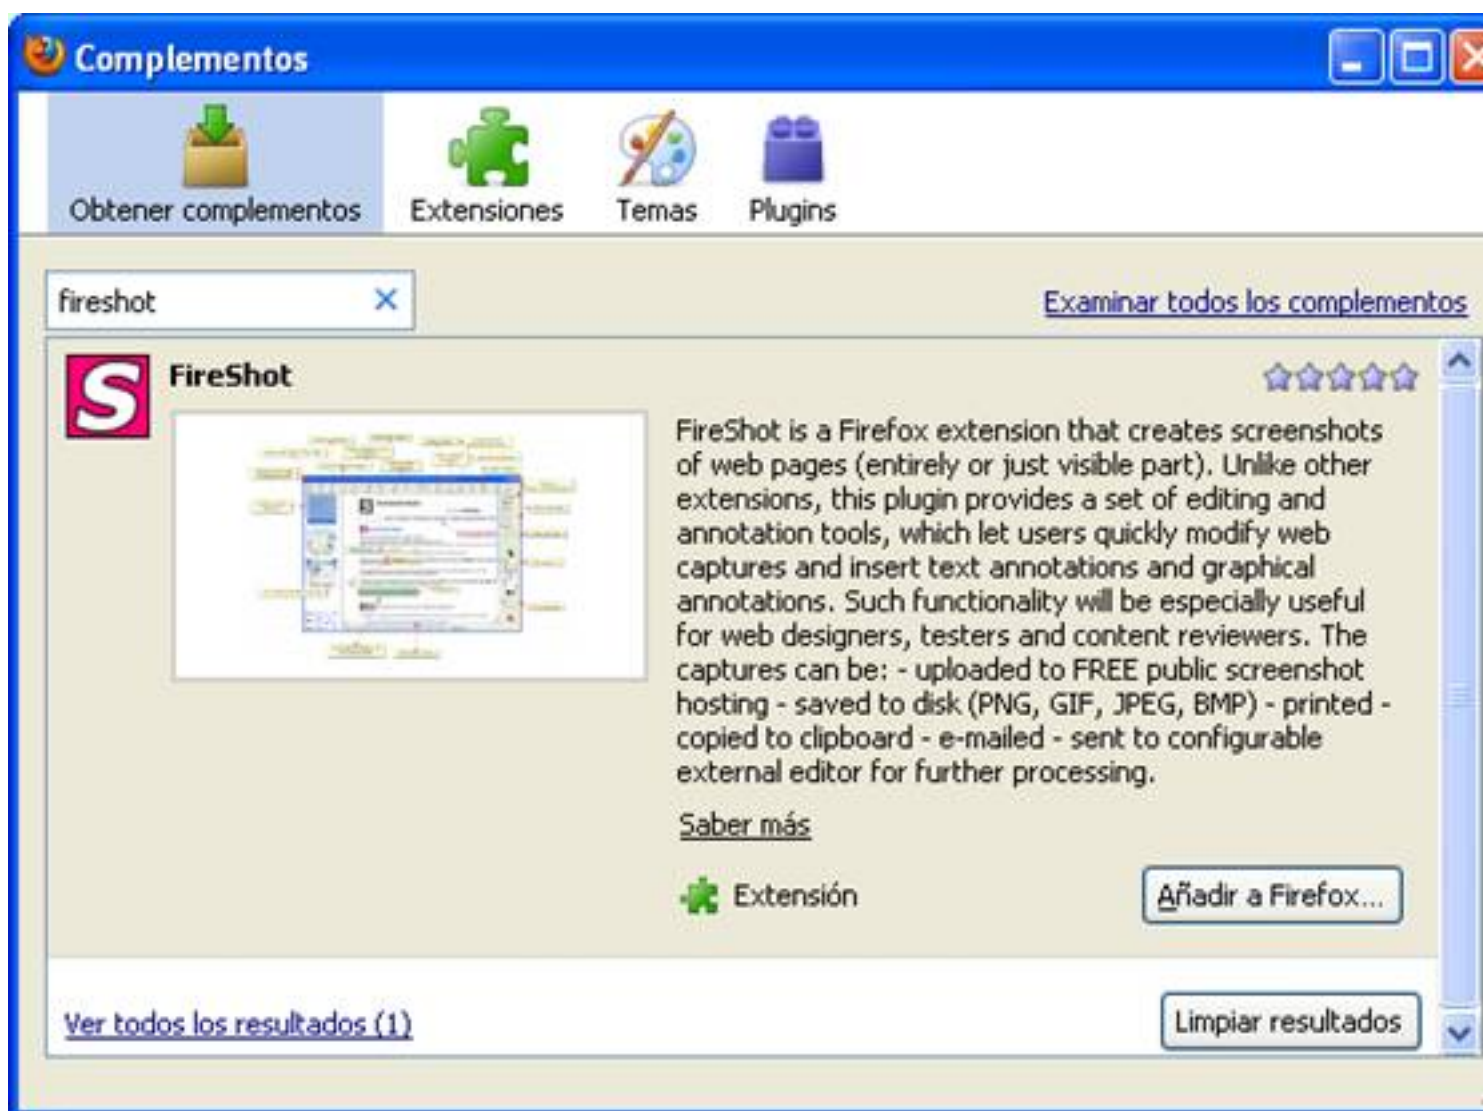 Complementos
Obtener complementos
Extensiones
Temas
Plugins
fireshot
Examinar todos los complementos
S
FireShot
FireShot is a Firefox extension that creates screenshots
of web pages (entirely or just visible part). Unlike other
extensions, this plugin provides a set of editing and
annotation tools, which let users quickly modify web
captures and insert text annotations and graphical
annotations. Such functionality will be especially useful
for web designers, testers and content reviewers. The
captures can be: - uploaded to FREE public screenshot
hosting - saved to disk (PNG, GIF, JPEG, BMP) - printed -
copied to clipboard - e-mailed - sent to configurable
external editor for further processing.
Saber más
Extensión
Añadir a Firefox...
Ver todos los resultados (1)
Limpiar resultados